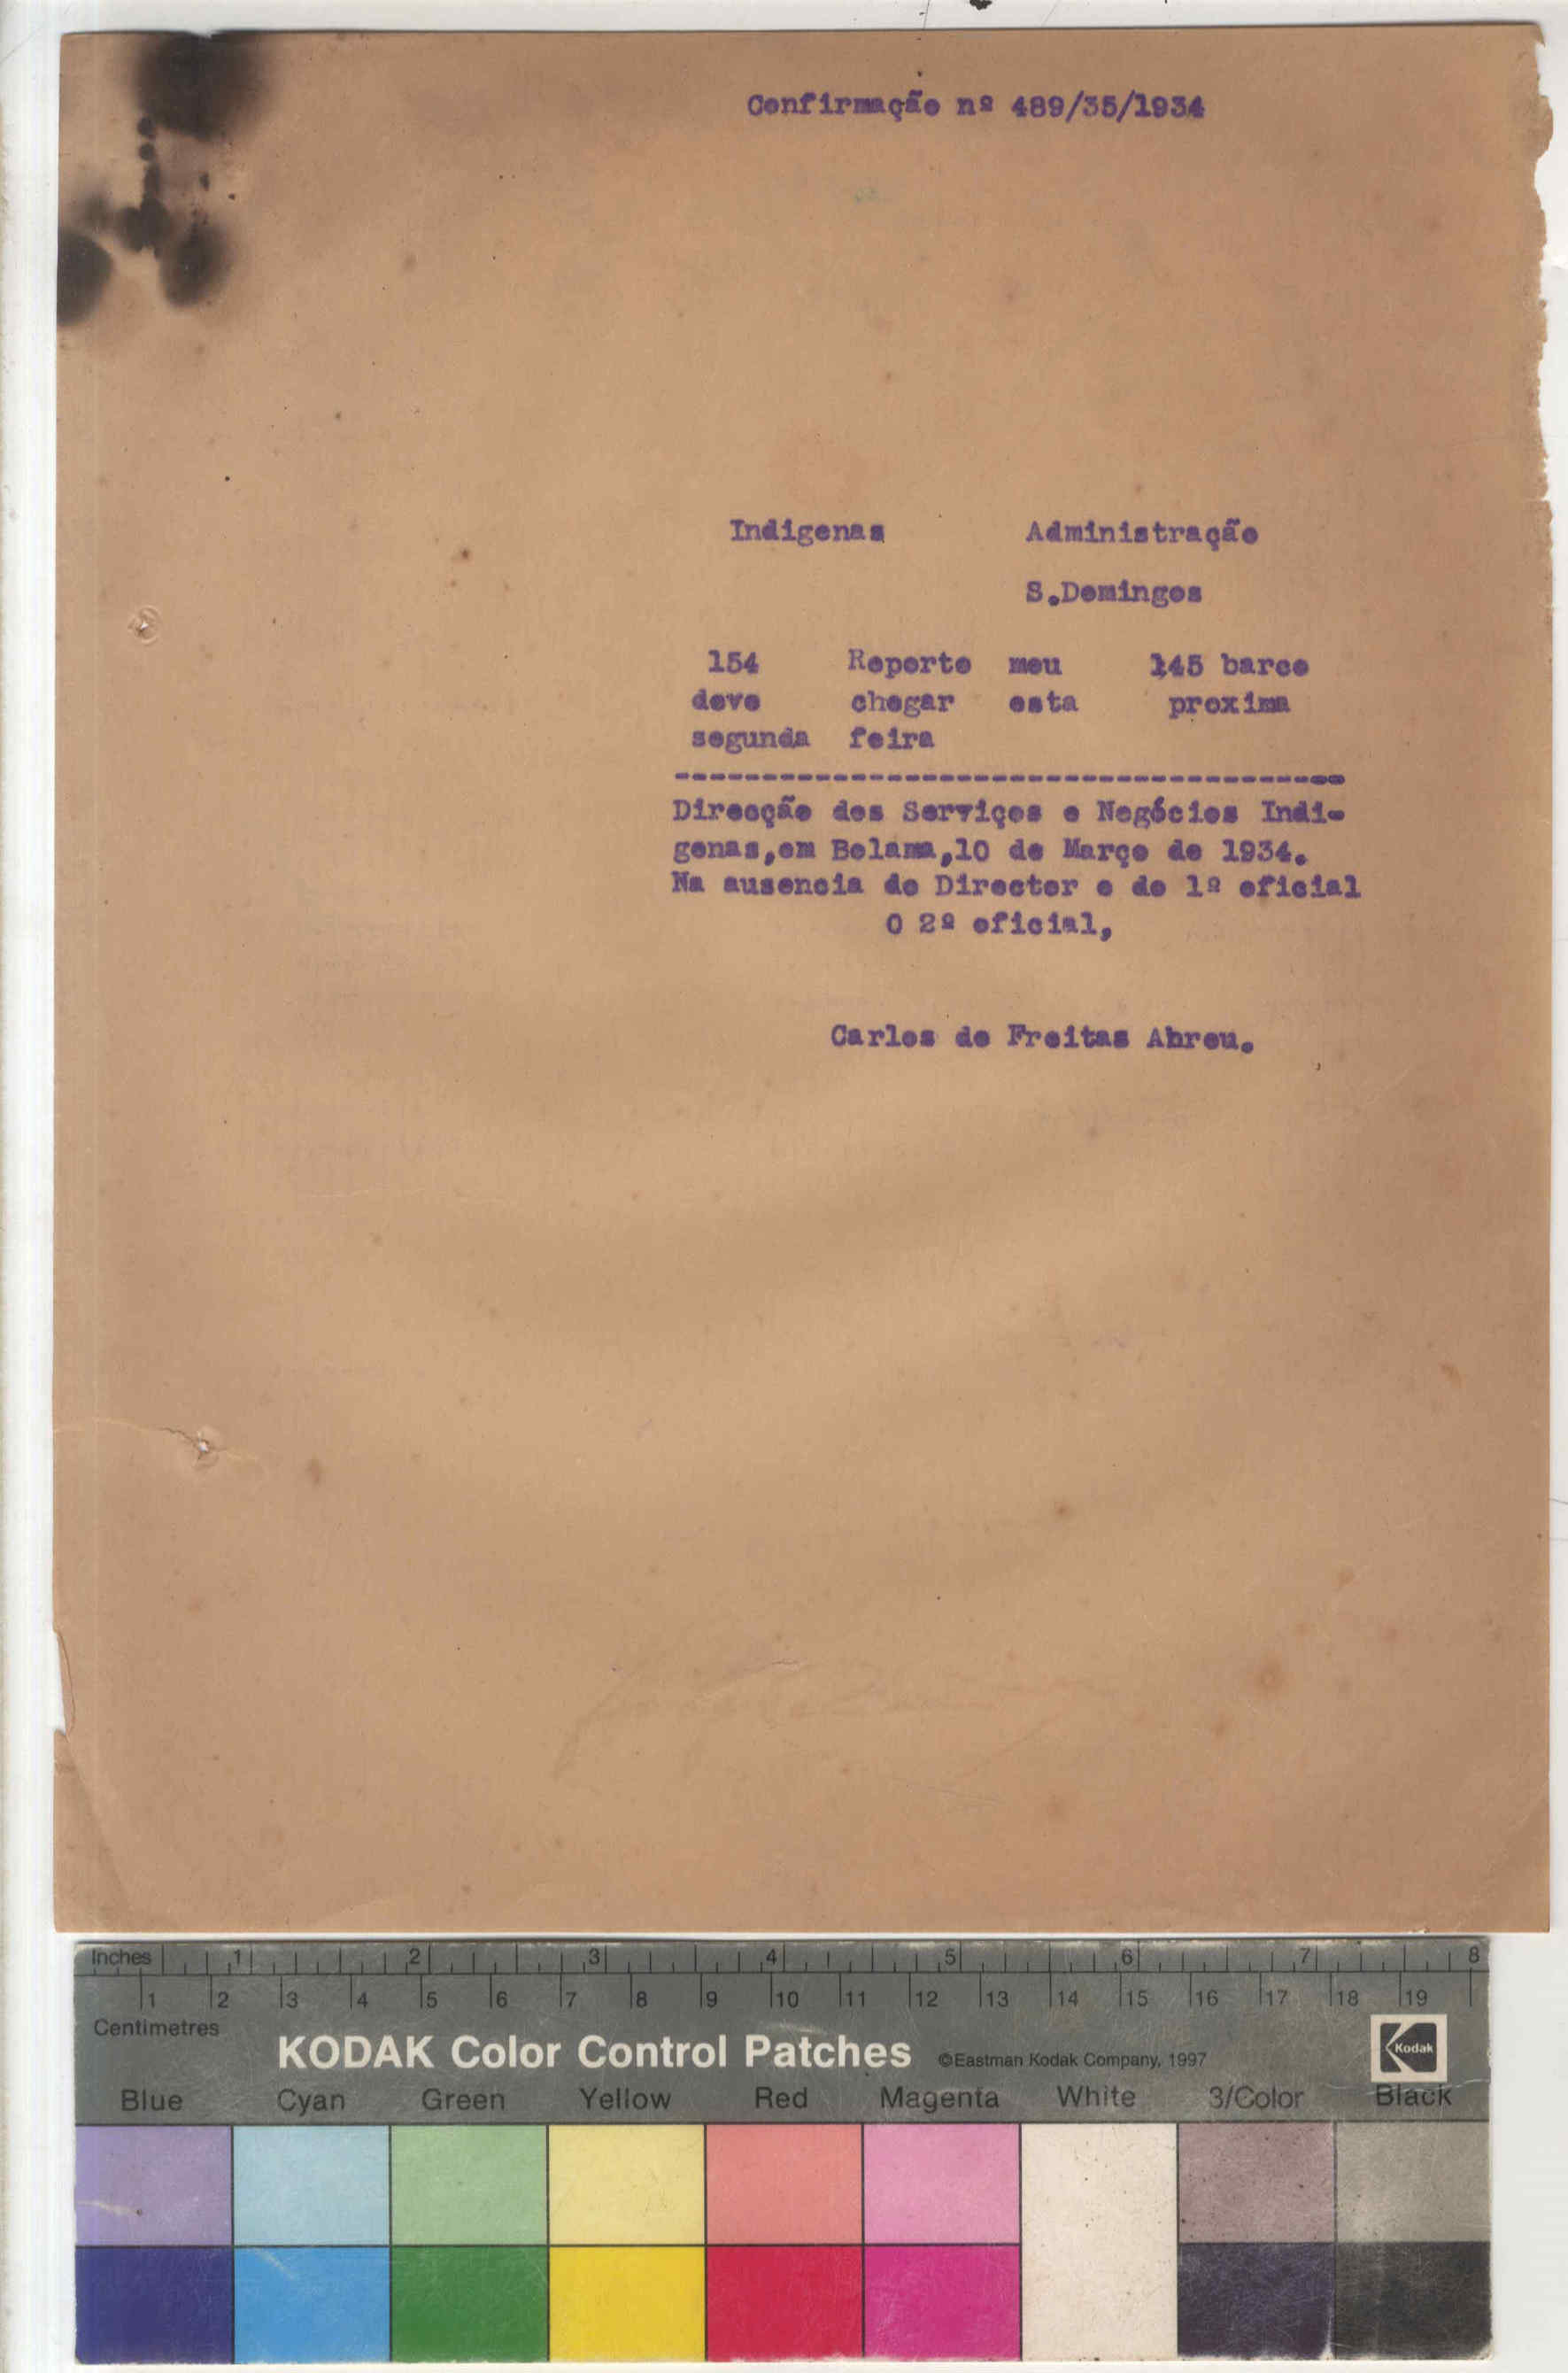 Confirmação nº 489/35/1934
Indigenas Administração
S.Domingos
154 Reporto meu 145 barco
deve chegar esta proxima
segunda feira
----------------------------------------------
Direcção dos Serviços e Negócios Indi-
genas,em Bolama,10 de Março de 1934.
Na ausencia do Director e do 1º oficial
O 2º oficial,
Carlos de Freitas Abreu.
Inches 1 2 3 4 5 6 7 8
1 2 3 4 5 6 7 8 9 10 11 12 13 14 15 16 17 18 19
Centimetres
KODAK Color Control Patches ©Eastman Kodak Company, 1997 Kodak
Blue Cyan Green Yellow Red Magenta White 3/Color Black